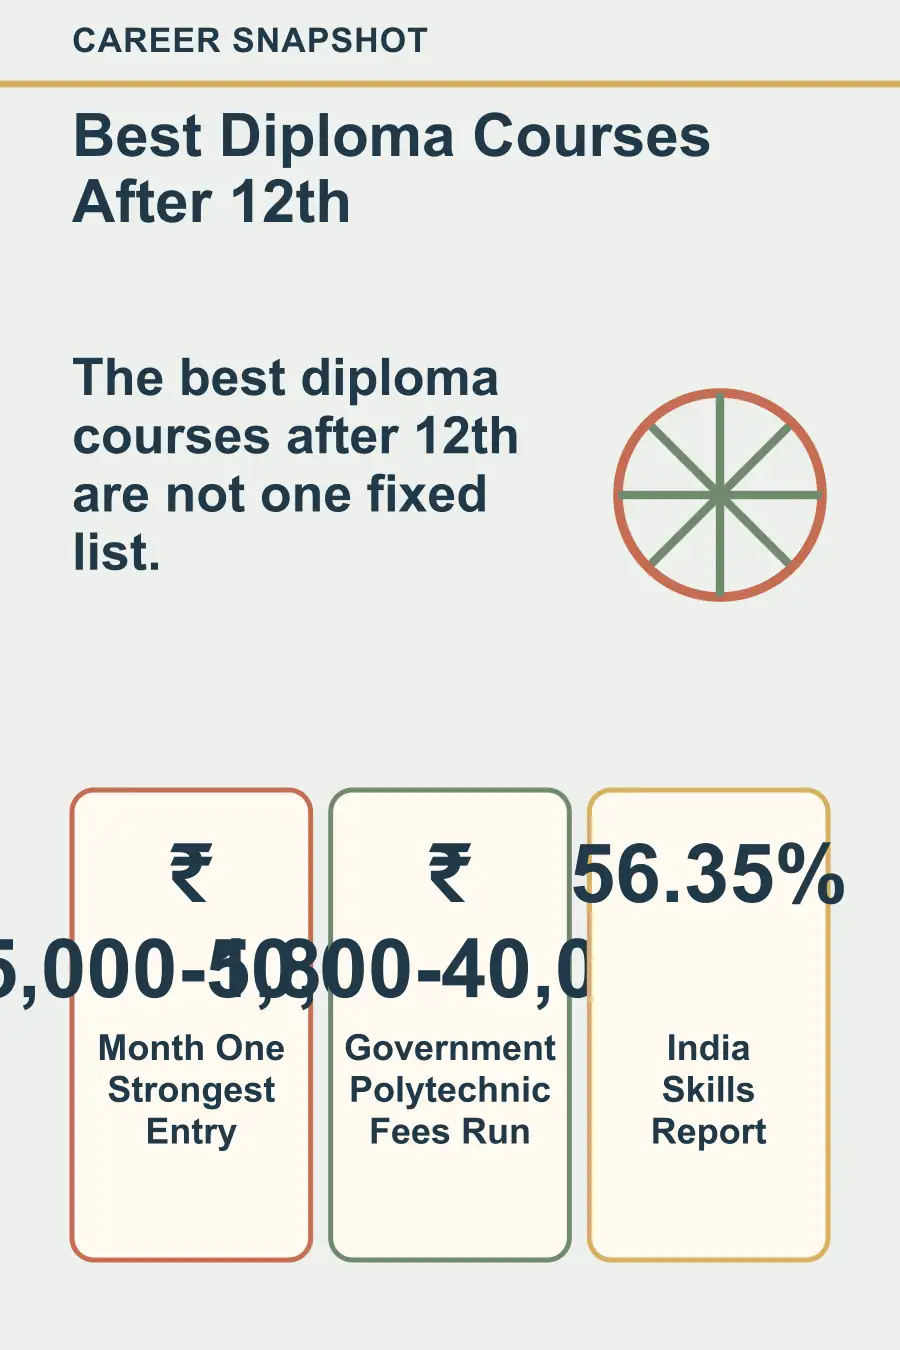 CAREER SNAPSHOT
Best Diploma Courses
After 12th
The best diploma
courses after 12th
are not one fixed
list.
₹
Month One
Strongest
Entry
₹
Government
Polytechnic
Fees Run
56.35%
India
Skills
Report